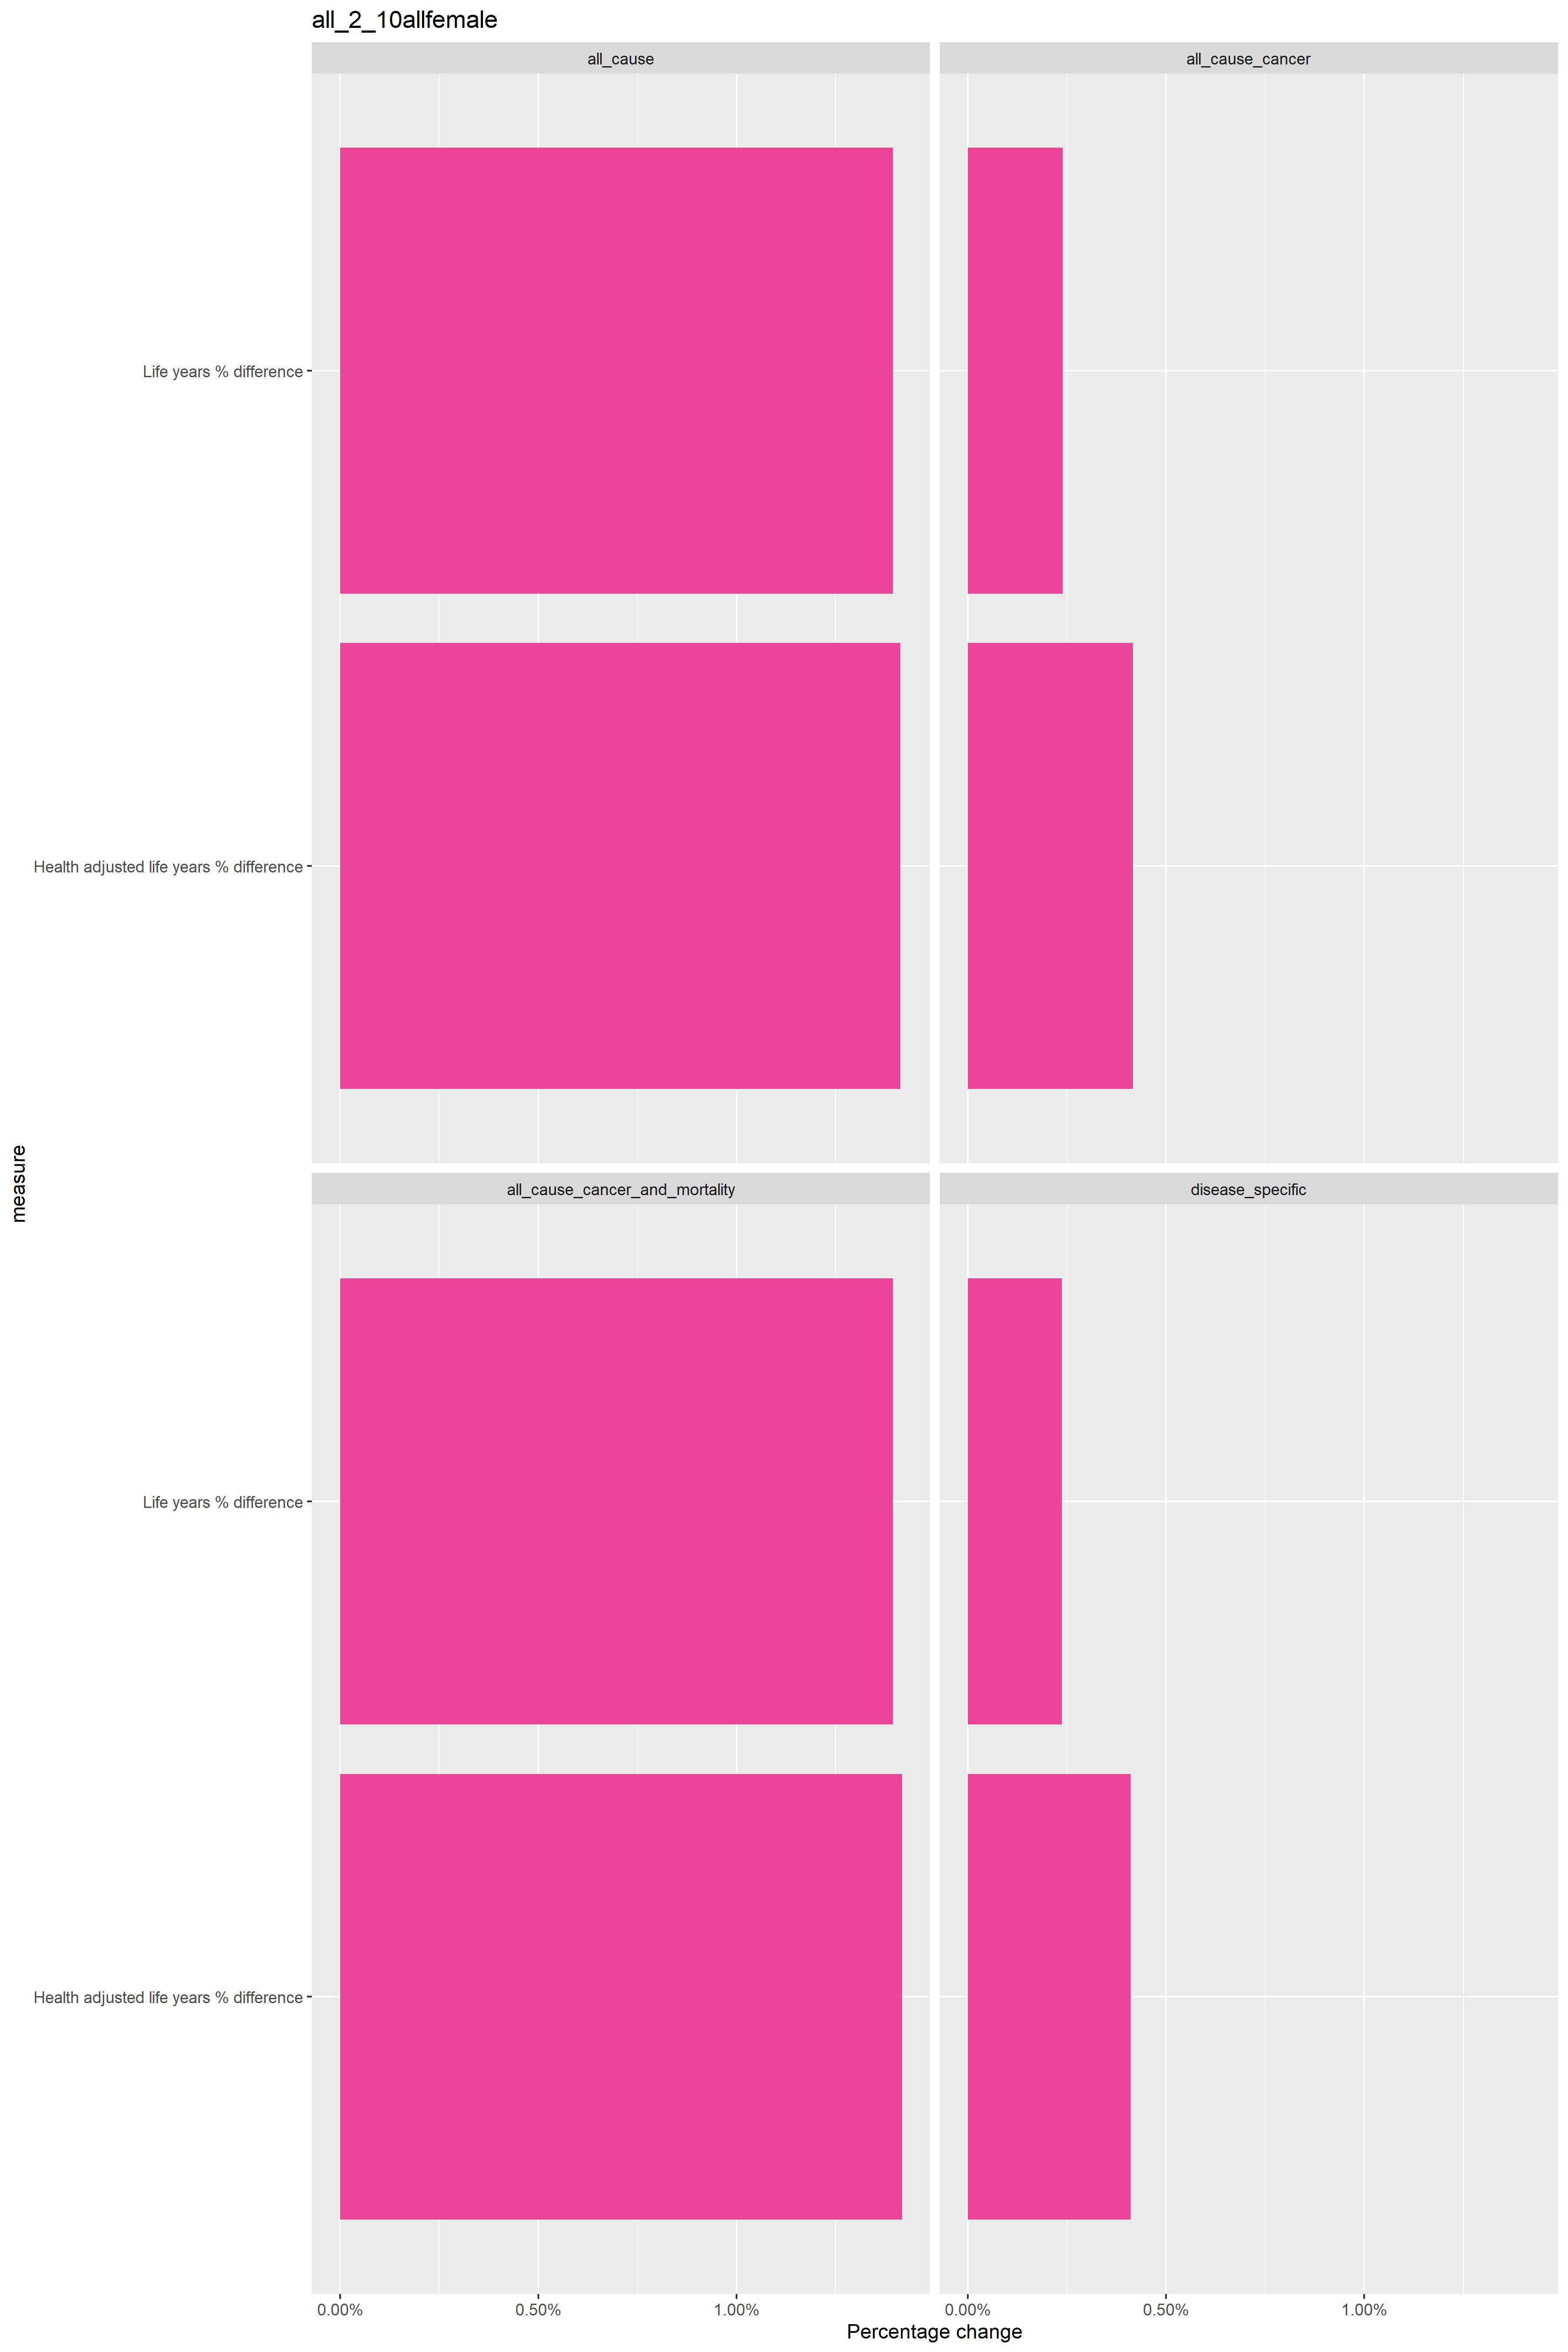 all_2_10allfemale
all_cause
all_cause_cancer
Life years % difference
Health adjusted life years % difference
measure
all_cause_cancer_and_mortality
disease_specific
Life years % difference
Health adjusted life years % difference
0.00%
0.50%
1.00%
0.00%
0.50%
1.00%
Percentage change